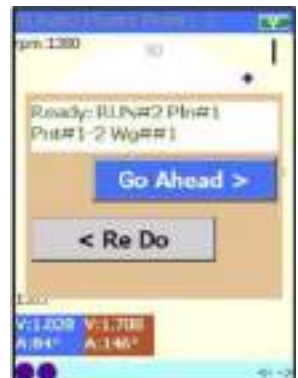 rpm 1380
Ready: RUN#2 Pln#1
Pnt#1-2 Wg##1
Go Ahead >
< Re Do
V:1.028 V:1.708
A:84° A:146°